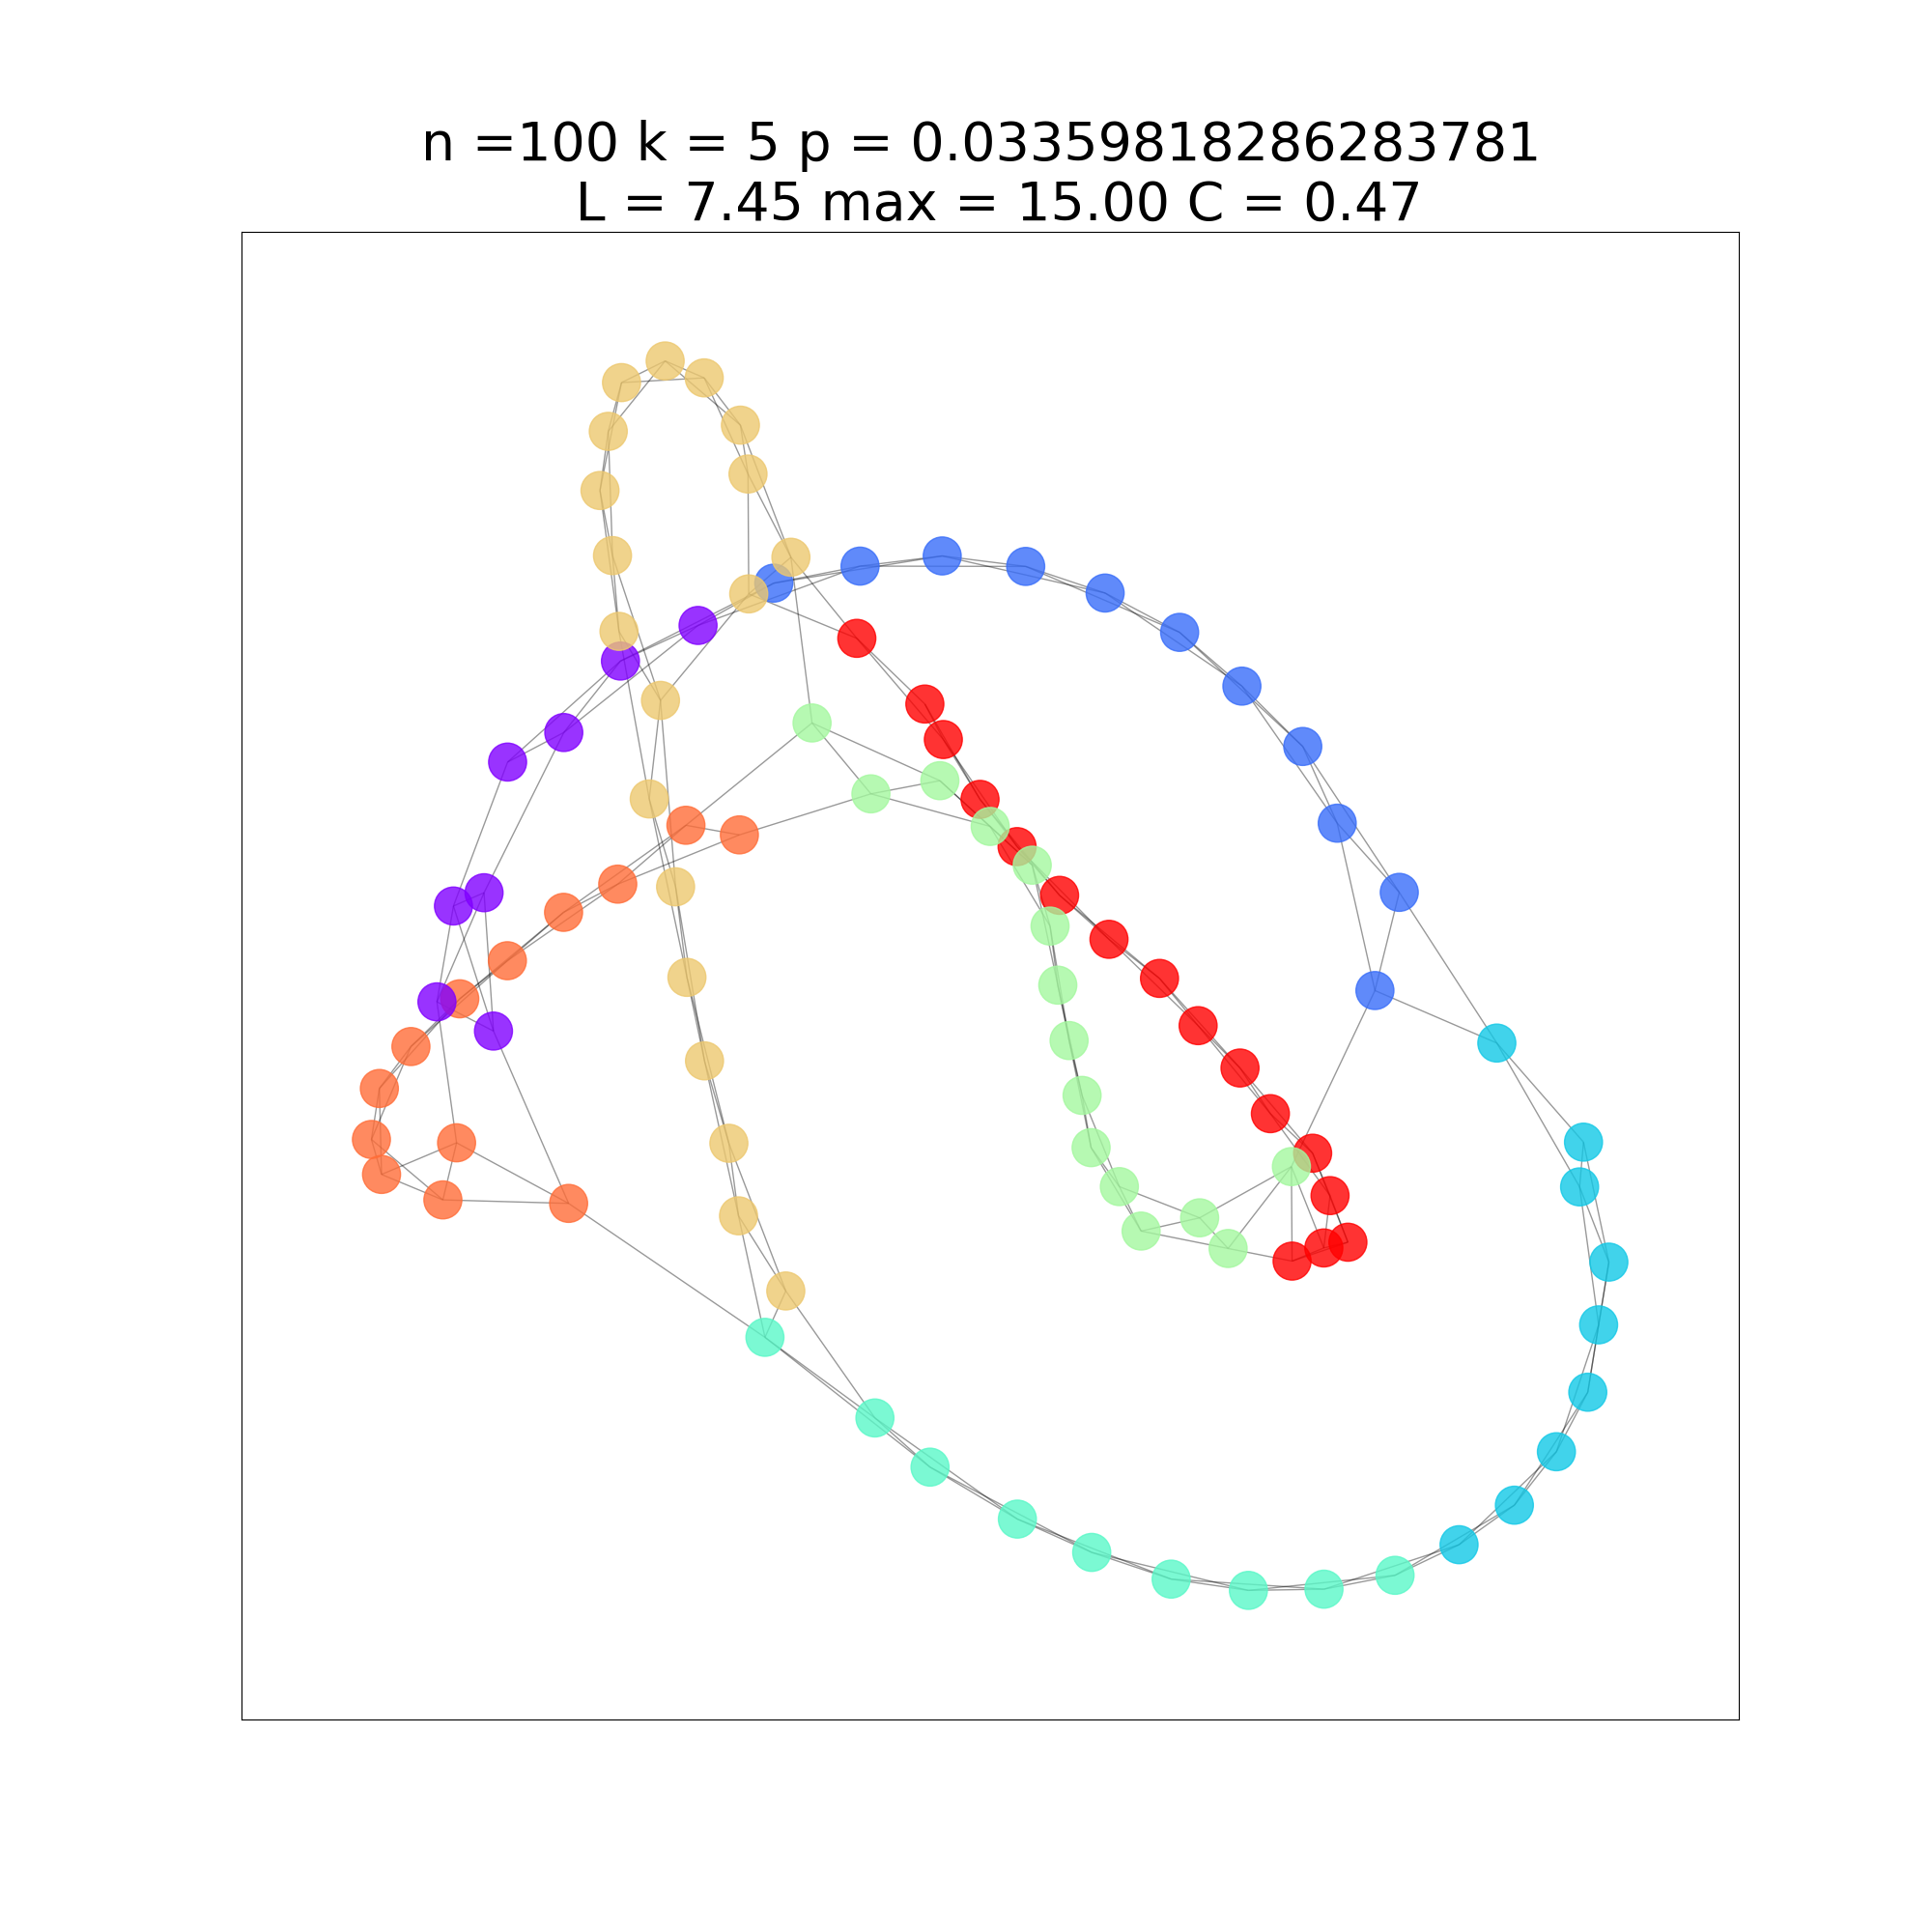 n =100 k = 5 p = 0.03359818286283781
L = 7.45 max = 15.00 C = 0.47